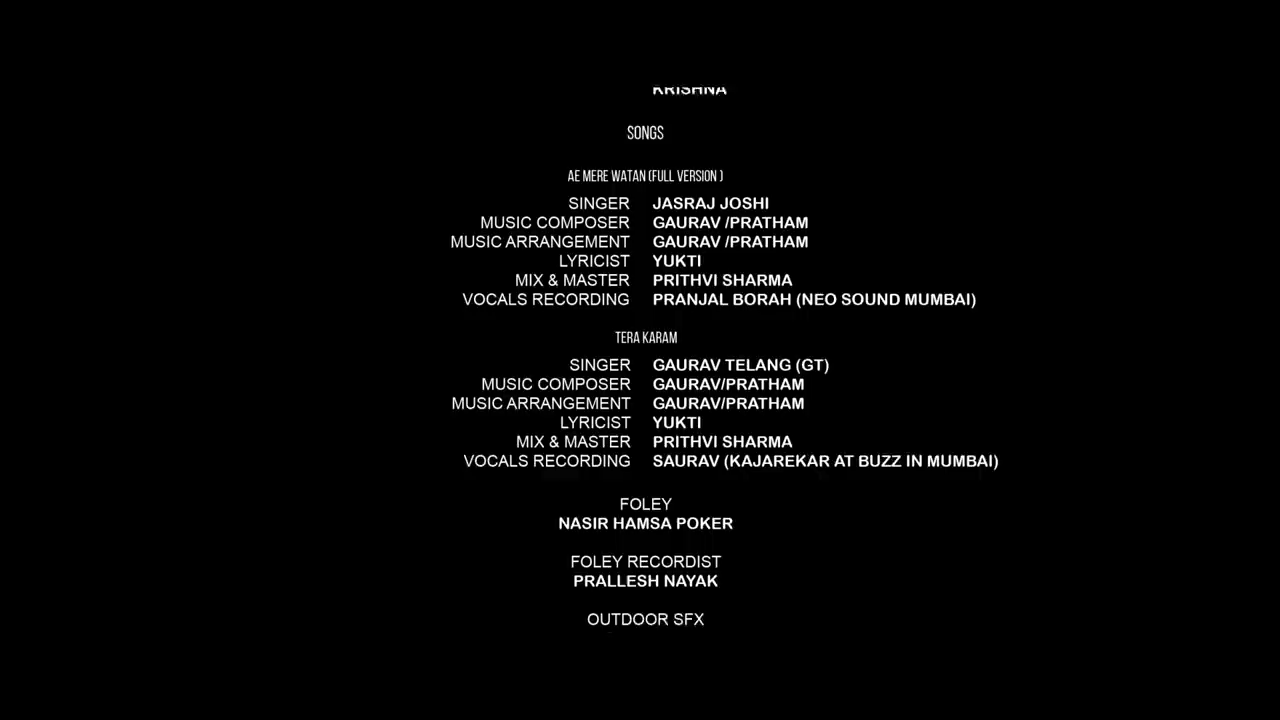 KRISHNA
SONGS
AE MERE WATAN (FULL VERSION )
SINGER JASRAJ JOSHI
MUSIC COMPOSER GAURAV /PRATHAM
MUSIC ARRANGEMENT GAURAV /PRATHAM
LYRICIST YUKTI
MIX & MASTER PRITHVI SHARMA
VOCALS RECORDING PRANJAL BORAH (NEO SOUND MUMBAI)
TERA KARAM
SINGER GAURAV TELANG (GT)
MUSIC COMPOSER GAURAV/PRATHAM
MUSIC ARRANGEMENT GAURAV/PRATHAM
LYRICIST YUKTI
MIX & MASTER PRITHVI SHARMA
VOCALS RECORDING SAURAV (KAJAREKAR AT BUZZ IN MUMBAI)
FOLEY
NASIR HAMSA POKER
FOLEY RECORDIST
PRALLESH NAYAK
OUTDOOR SFX